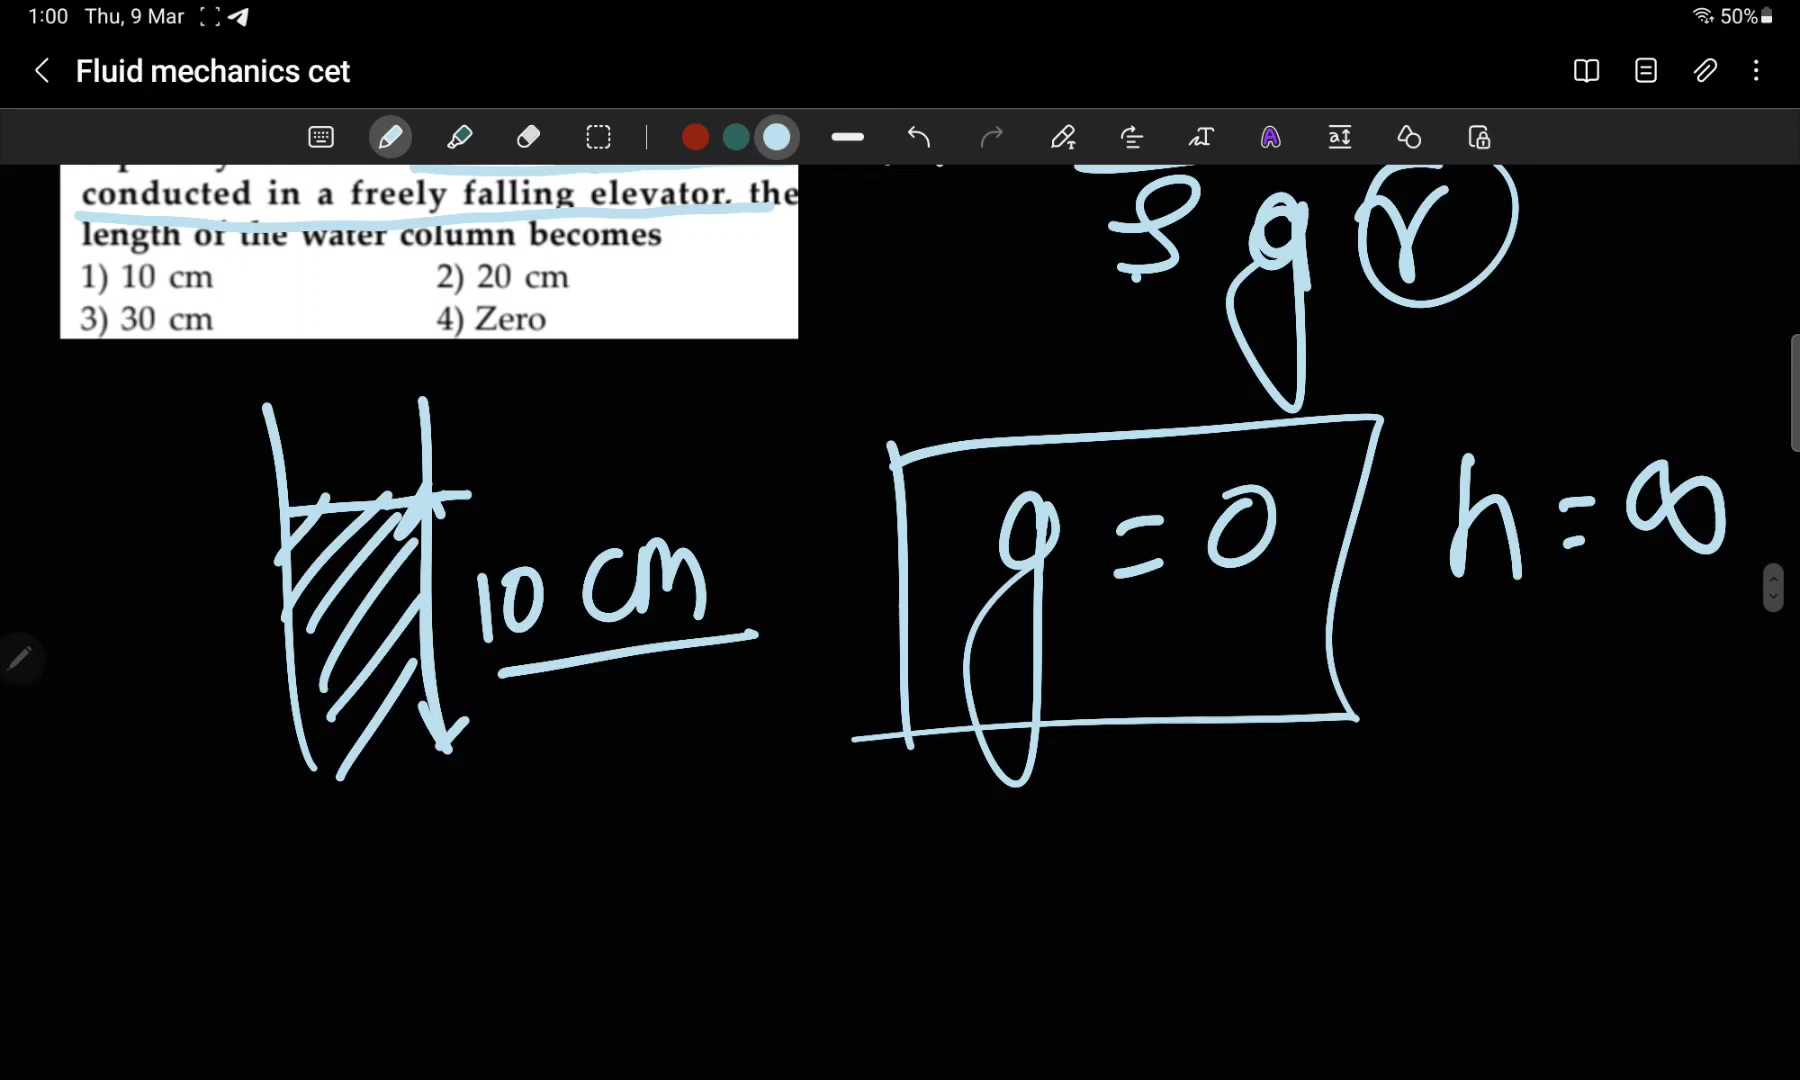 1:00 Thu, 9 Mar 50%
Fluid mechanics cet
conducted in a freely falling elevator, the
length of the water column becomes
1) 10 cm 2) 20 cm
3) 30 cm 4) Zero
ρ g r
10 cm
g = 0 h = ∞